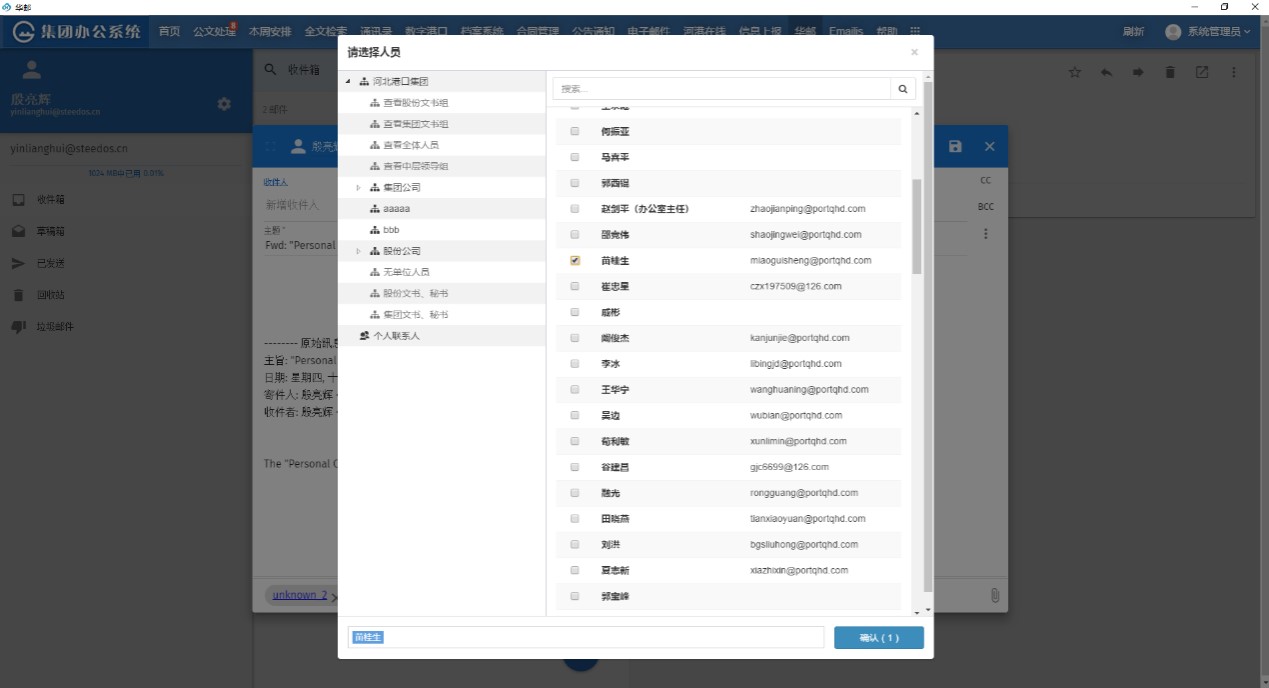 华邮
集团办公系统
首页 公文处理 8 本周安排 全文检索 通讯录 数字港口 档案系统 合同管理 公告通知 电子邮件 河港在线 信息上报 华邮 Emails 帮助
刷新 系统管理员
殷亮辉
yinlianghui@steedos.cn
yinlianghui@steedos.cn
1024 MB中已用 0.01%
收件箱
草稿箱
已发送
回收站
垃圾邮件
收件箱
2 邮件
殷亮
收件人
新增收件人
主题 *
Fwd: "Personal
-------- 原始訊息
主旨: "Personal
日期: 星期四, 十
寄件人: 殷亮辉
收件者: 殷亮辉
The "Personal C
unknown_2
CC
BCC
请选择人员
河北港口集团
查看股份文书组
查看集团文书组
查看全体人员
查看中层领导组
集团公司
aaaaa
bbb
股份公司
无单位人员
股份文书、秘书
集团文书、秘书
个人联系人
搜索...
何振亚
马喜平
郭西锟
赵剑平（办公室主任） zhaojianping@portqhd.com
邵竞伟 shaojingwei@portqhd.com
苗桂生 miaoguisheng@portqhd.com
崔忠星 czx197509@126.com
戚彬
阚俊杰 kanjunjie@portqhd.com
李冰 libingjd@portqhd.com
王华宁 wanghuaning@portqhd.com
吴边 wubian@portqhd.com
荀利敏 xunlimin@portqhd.com
谷建昌 gjc6699@126.com
融光 rongguang@portqhd.com
田晓燕 tianxiaoyuan@portqhd.com
刘洪 bgsliuhong@portqhd.com
夏志新 xiazhixin@portqhd.com
郭宝峰
苗桂生
确认（1）